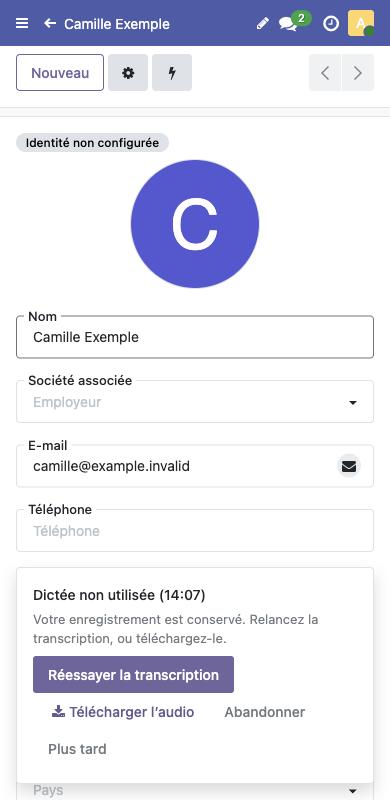 Camille Exemple
2
A
Nouveau
Identité non configurée
C
Nom
Camille Exemple
Société associée
Employeur
E-mail
camille@example.invalid
Téléphone
Téléphone
Dictée non utilisée (14:07)
Votre enregistrement est conservé. Relancez la
transcription, ou téléchargez-le.
Réessayer la transcription
Télécharger l’audio Abandonner
Plus tard
Pays